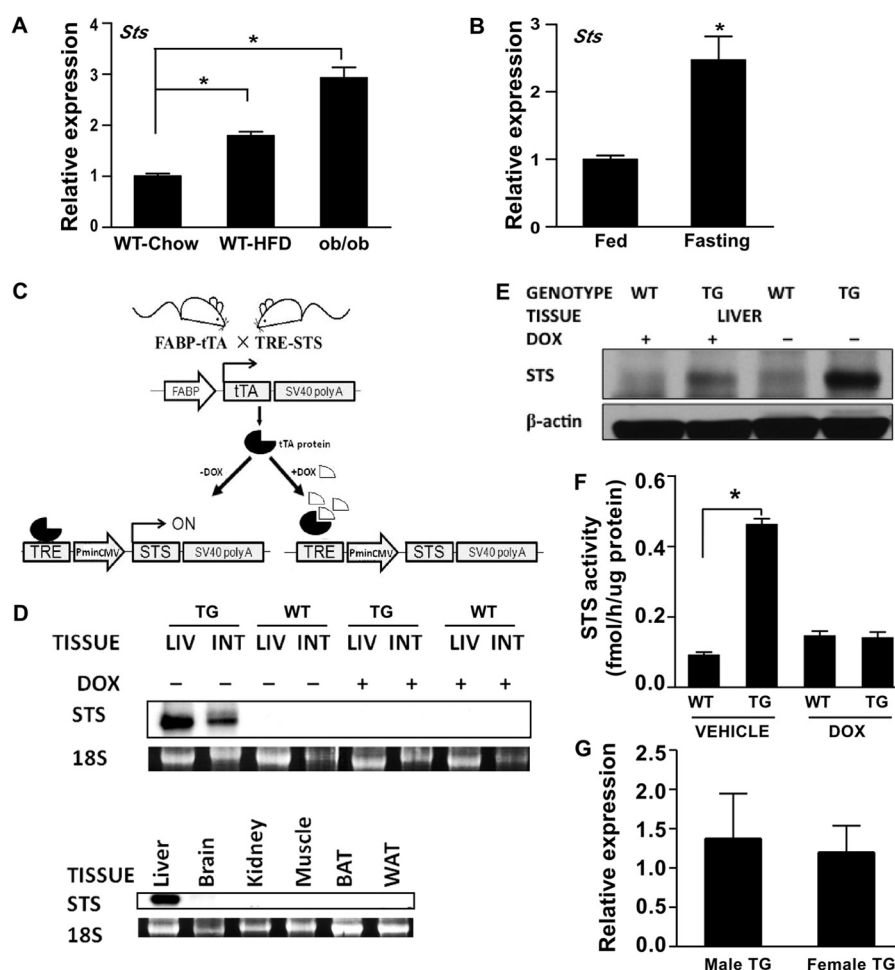 A
Sts
Relative expression
4
3
2
1
0
*
*
WT-Chow WT-HFD ob/ob
B
Sts
Relative expression
3
2
1
0
*
Fed Fasting
C
FABP-tTA × TRE-STS
FABP tTA SV40 poly A
tTA protein
-DOX +DOX
ON
TRE PminCMV STS SV40 poly A
TRE PminCMV STS SV40 poly A
D
TG WT TG WT
TISSUE LIV INT LIV INT LIV INT LIV INT
DOX − − − − + + + +
STS
18S
TISSUE Liver Brain Kidney Muscle BAT WAT
STS
18S
E
GENOTYPE WT TG WT TG
TISSUE LIVER
DOX + + − −
STS
β-actin
F
STS activity
(fmol/h/ug protein)
0.6
0.4
0.2
0.0
*
WT TG WT TG
VEHICLE DOX
G
Relative expression
2.5
2.0
1.5
1.0
0.5
0.0
Male TG Female TG